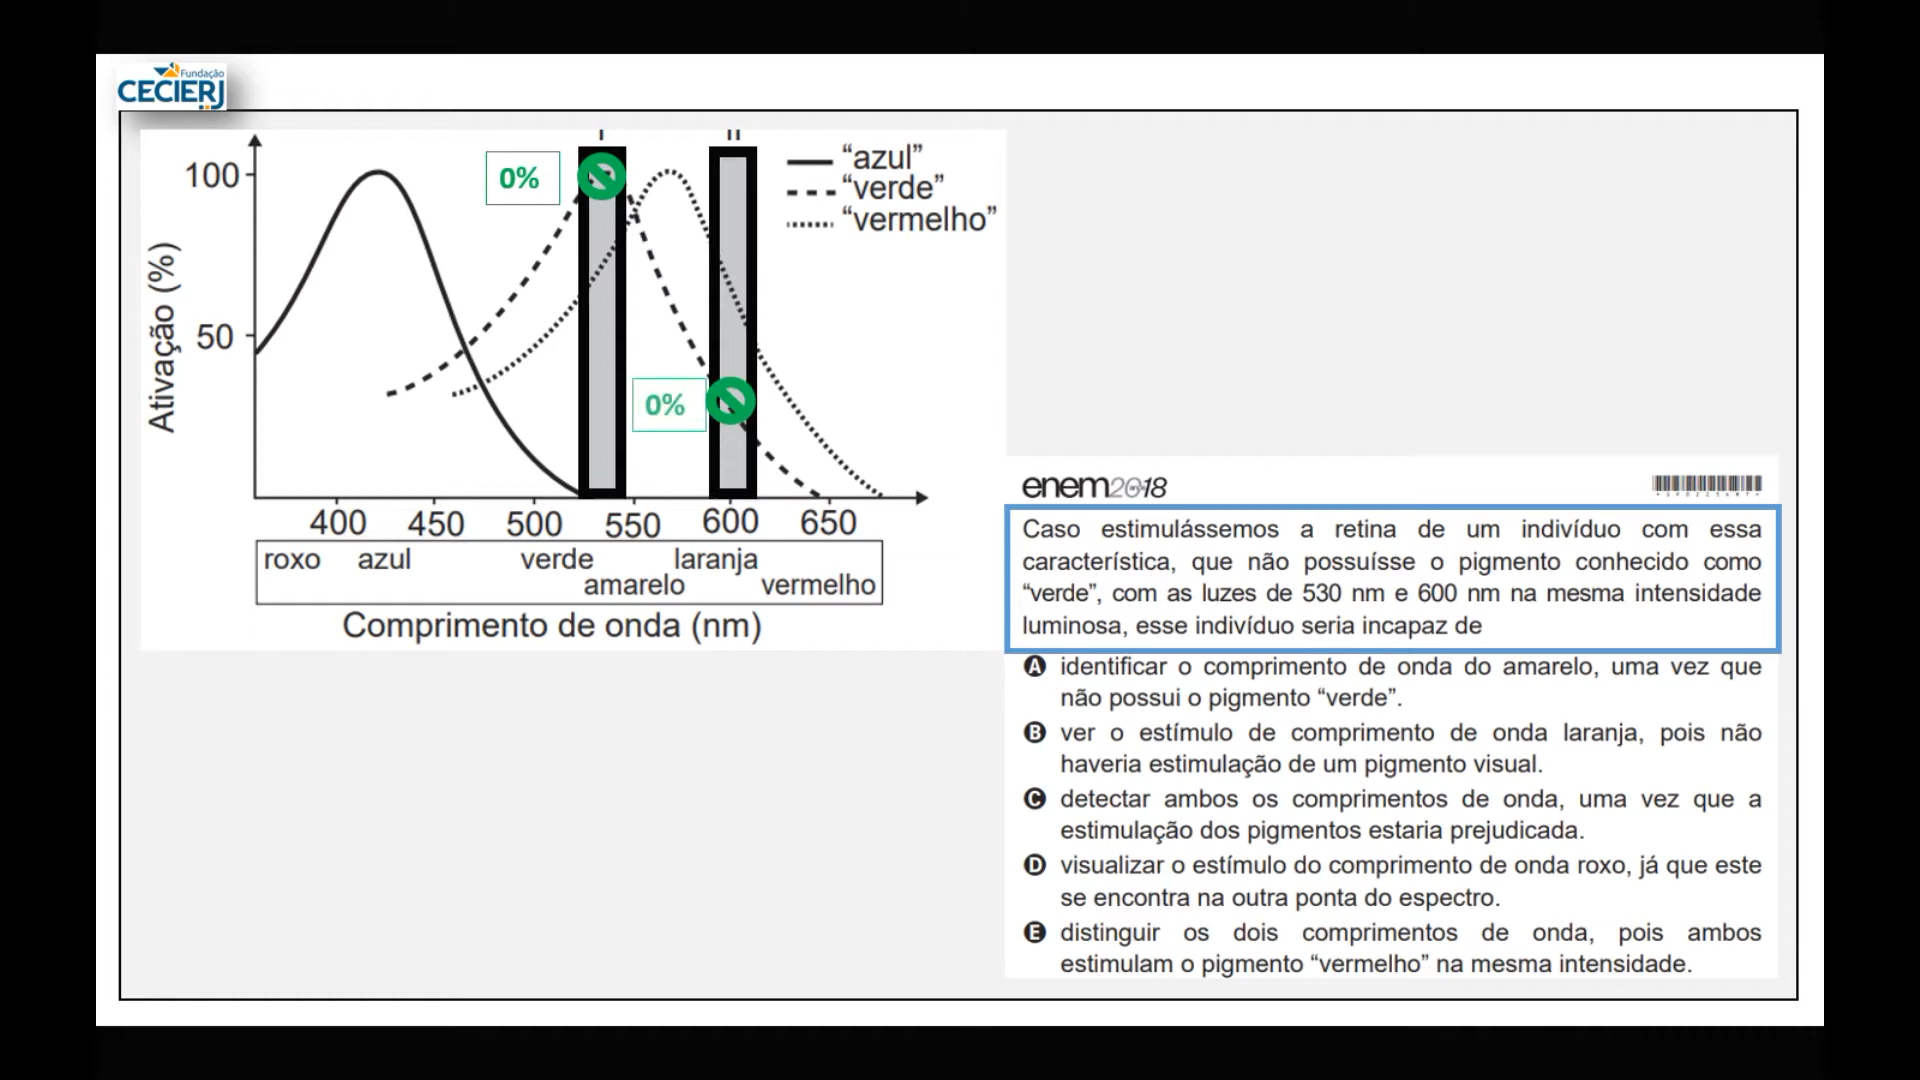 Fundação
CECIERJ
I
II
100
50
Ativação (%)
0%
0%
“azul”
“verde”
“vermelho”
400 450 500 550 600 650
roxo azul verde laranja
amarelo vermelho
Comprimento de onda (nm)
enem2018
Caso estimulássemos a retina de um indivíduo com essa
característica, que não possuísse o pigmento conhecido como
“verde”, com as luzes de 530 nm e 600 nm na mesma intensidade
luminosa, esse indivíduo seria incapaz de
A identificar o comprimento de onda do amarelo, uma vez que
não possui o pigmento “verde”.
B ver o estímulo de comprimento de onda laranja, pois não
haveria estimulação de um pigmento visual.
C detectar ambos os comprimentos de onda, uma vez que a
estimulação dos pigmentos estaria prejudicada.
D visualizar o estímulo do comprimento de onda roxo, já que este
se encontra na outra ponta do espectro.
E distinguir os dois comprimentos de onda, pois ambos
estimulam o pigmento “vermelho” na mesma intensidade.